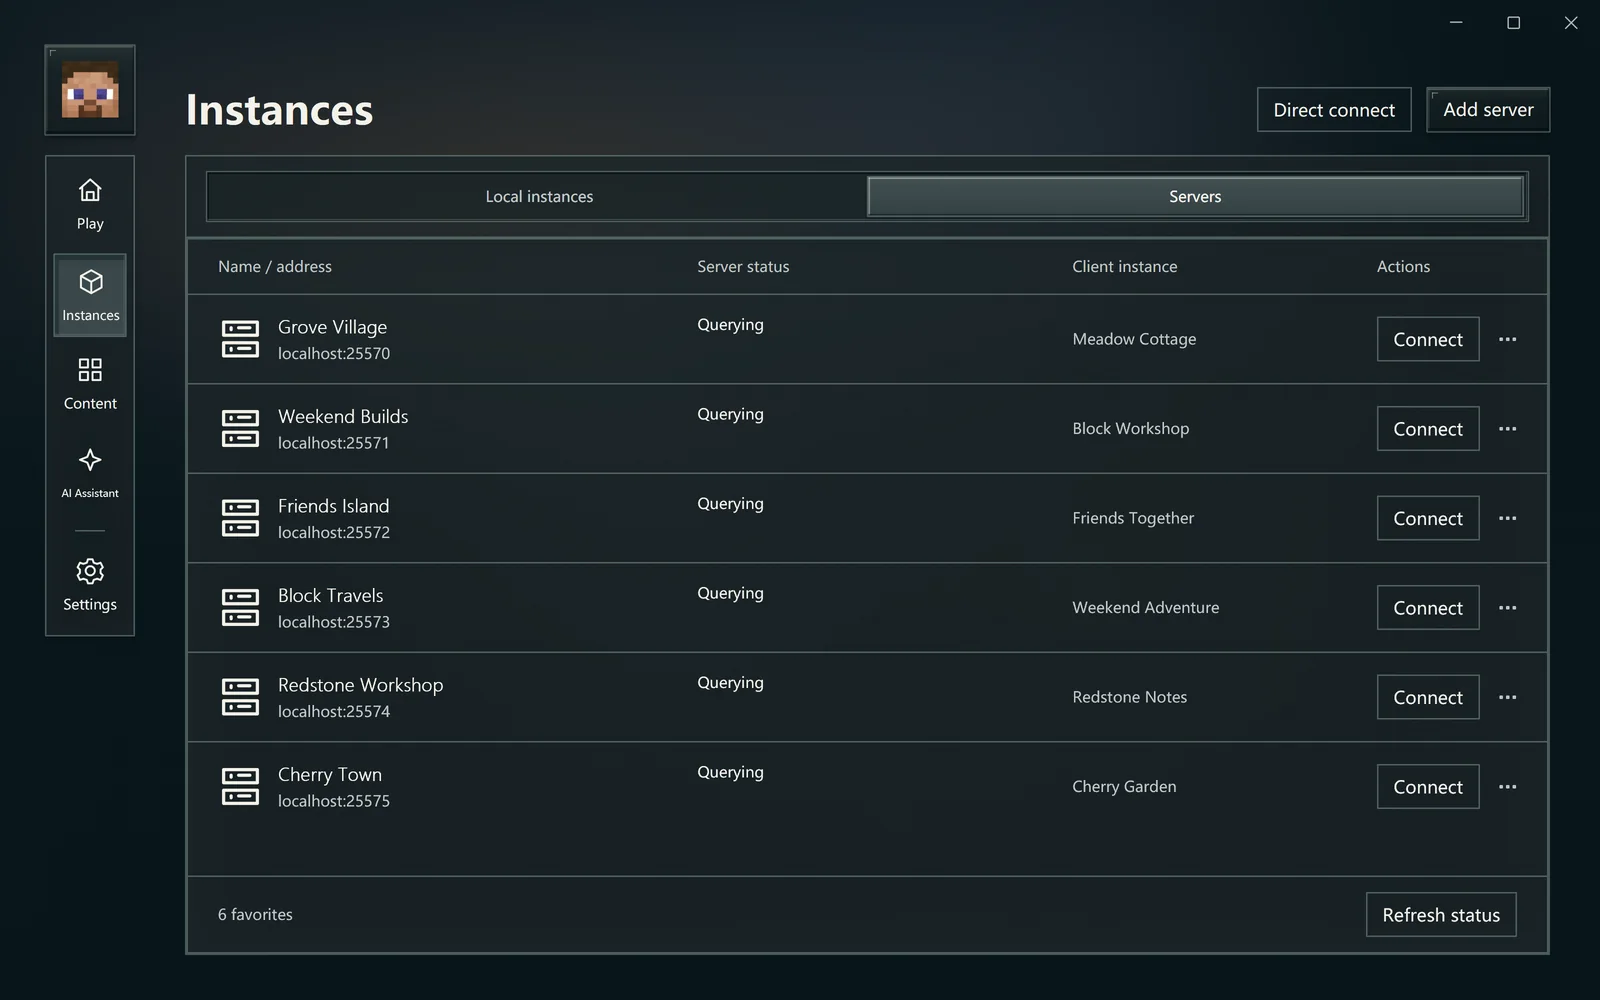 Instances
Direct connect
Add server
Play
Instances
Content
AI Assistant
Settings
Local instances
Servers
Name / address
Server status
Client instance
Actions
Grove Village
localhost:25570
Querying
Meadow Cottage
Connect
Weekend Builds
localhost:25571
Querying
Block Workshop
Connect
Friends Island
localhost:25572
Querying
Friends Together
Connect
Block Travels
localhost:25573
Querying
Weekend Adventure
Connect
Redstone Workshop
localhost:25574
Querying
Redstone Notes
Connect
Cherry Town
localhost:25575
Querying
Cherry Garden
Connect
6 favorites
Refresh status